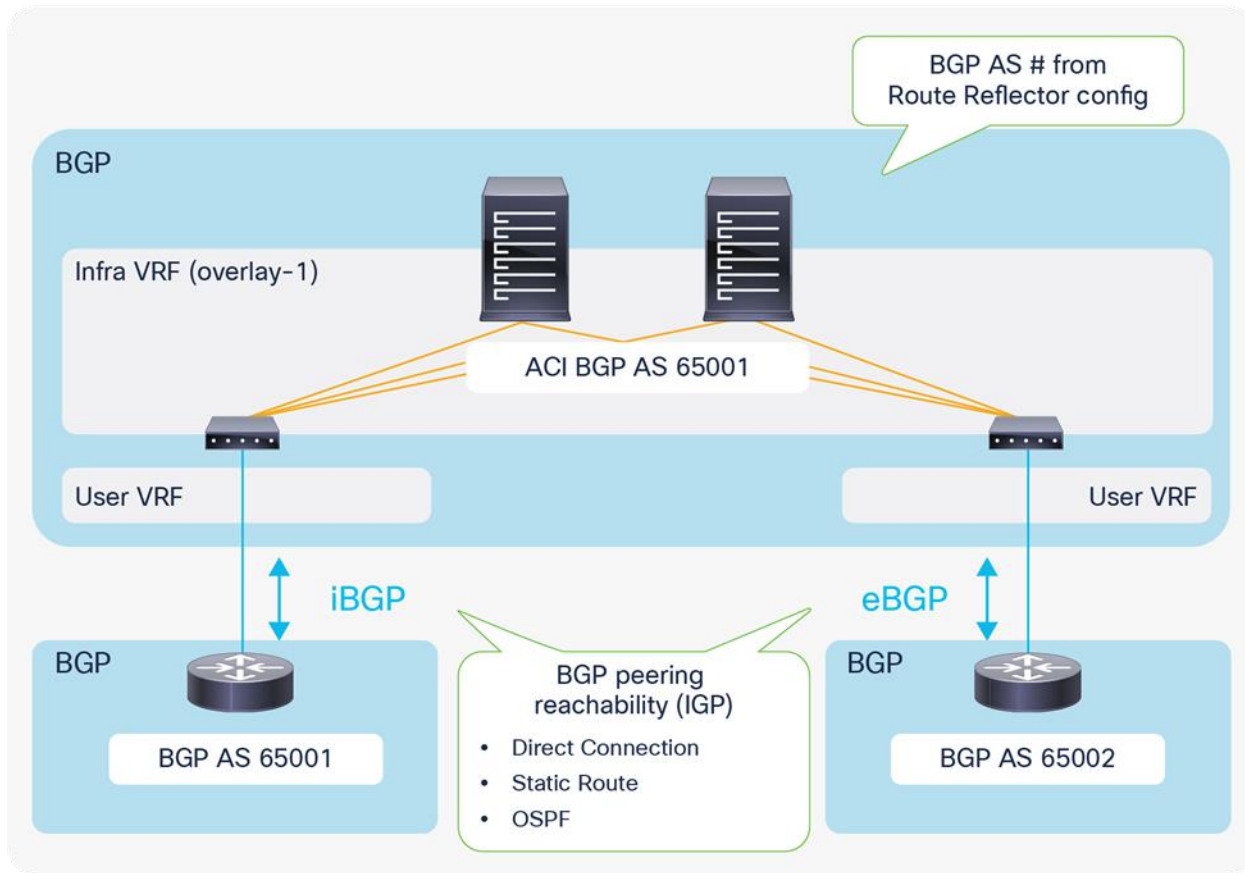 BGP AS # from
Route Reflector config
BGP
Infra VRF (overlay-1)
ACI BGP AS 65001
User VRF
User VRF
iBGP
eBGP
BGP
BGP AS 65001
BGP peering
reachability (IGP)
• Direct Connection
• Static Route
• OSPF
BGP
BGP AS 65002